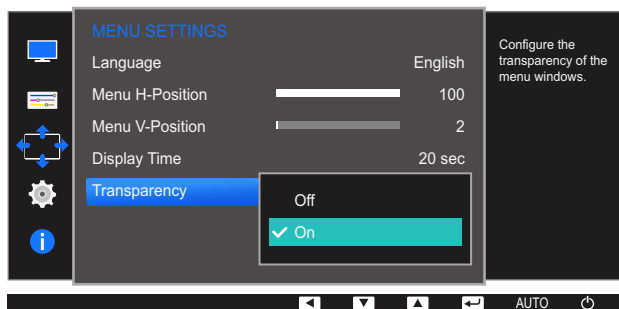 MENU SETTINGS
Language English
Menu H-Position 100
Menu V-Position 2
Display Time 20 sec
Transparency
Off
On
Configure the
transparency of the
menu windows.
i
AUTO